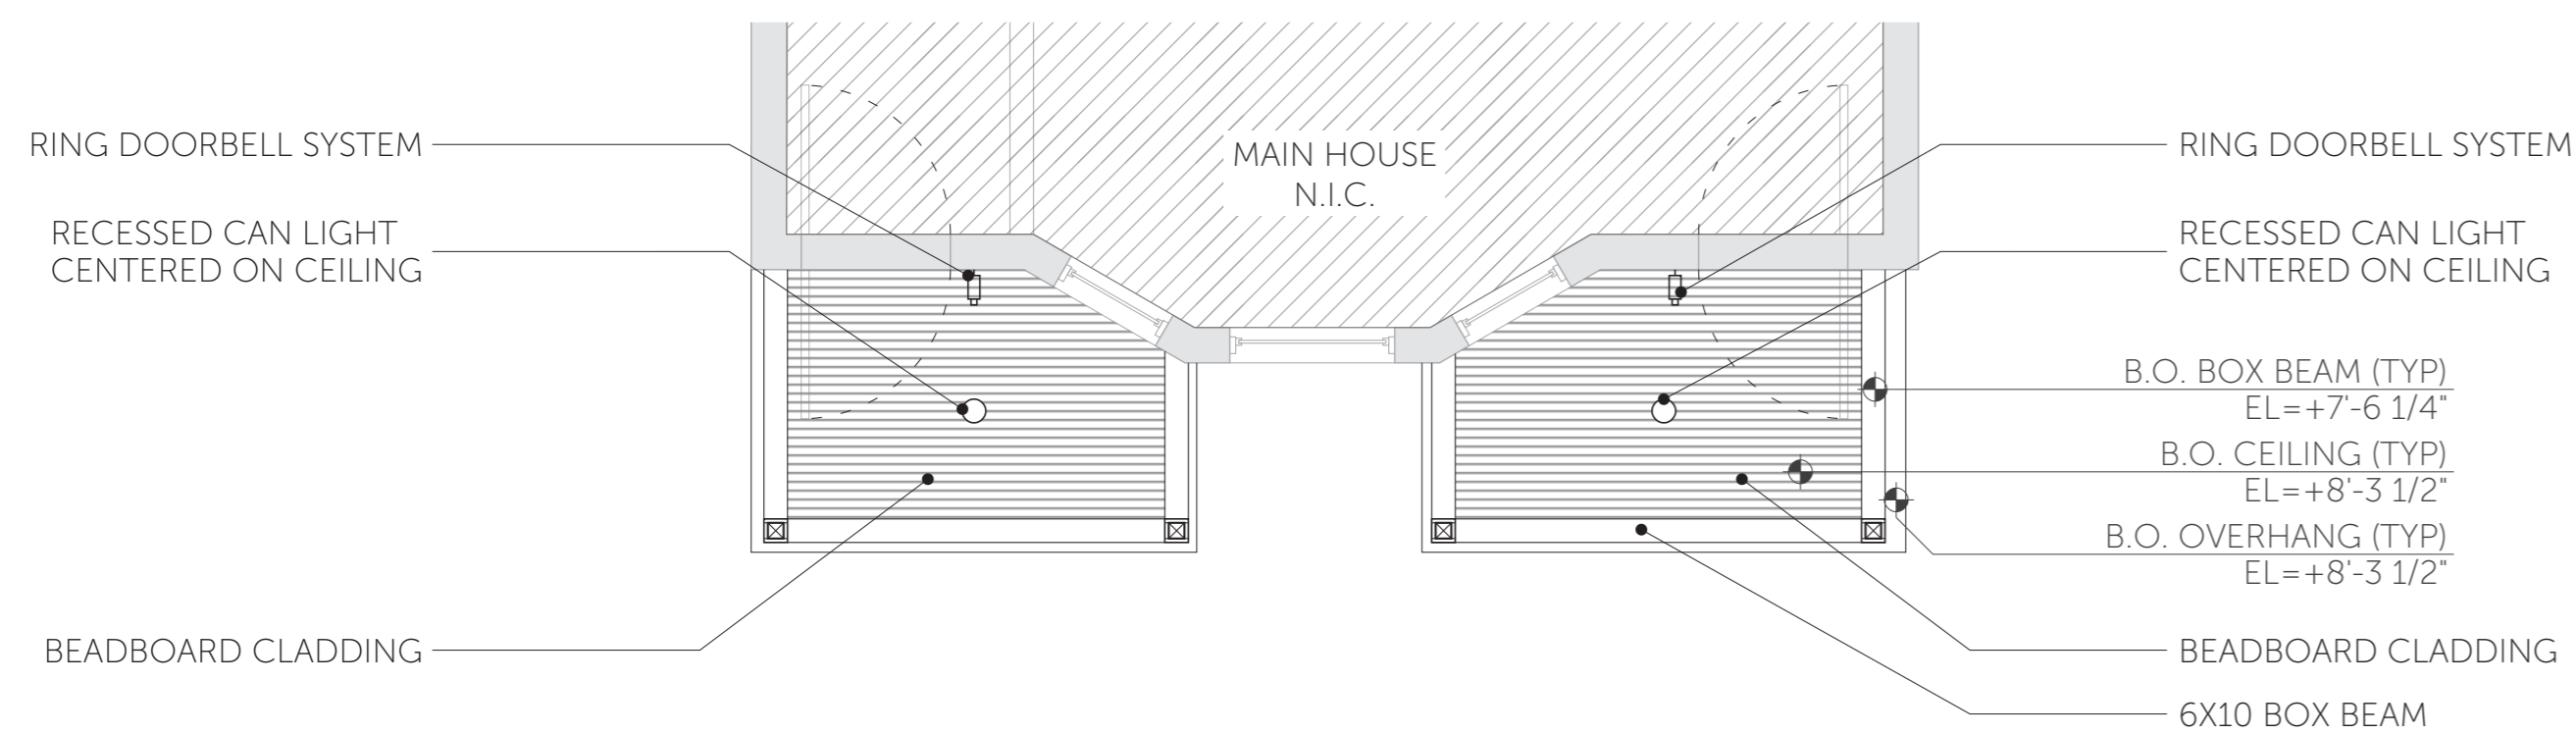 RING DOORBELL SYSTEM
RECESSED CAN LIGHT
CENTERED ON CEILING
BEADBOARD CLADDING
MAIN HOUSE
N.I.C.
RING DOORBELL SYSTEM
RECESSED CAN LIGHT
CENTERED ON CEILING
B.O. BOX BEAM (TYP)
EL=+7'-6 1/4"
B.O. CEILING (TYP)
EL=+8'-3 1/2"
B.O. OVERHANG (TYP)
EL=+8'-3 1/2"
BEADBOARD CLADDING
6X10 BOX BEAM